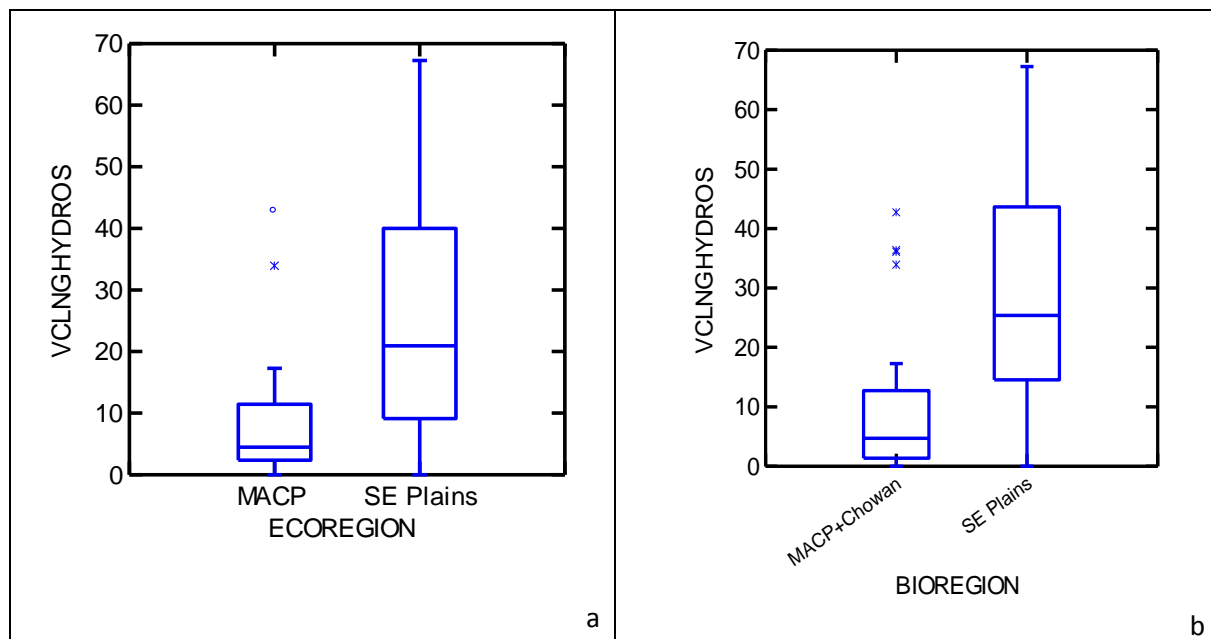 70
60
50
40
30
20
10
0
VCLNGHYDROS
MACP SE Plains
ECOREGION
a
70
60
50
40
30
20
10
0
VCLNGHYDROS
MACP+Chowan
SE Plains
BIOREGION
b